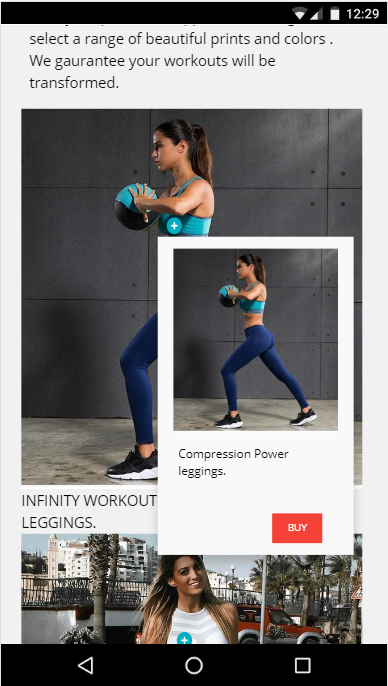 12:29
select a range of beautiful prints and colors .
We gaurantee your workouts will be
transformed.
Compression Power
leggings.
BUY
INFINITY WORKOUT
LEGGINGS.